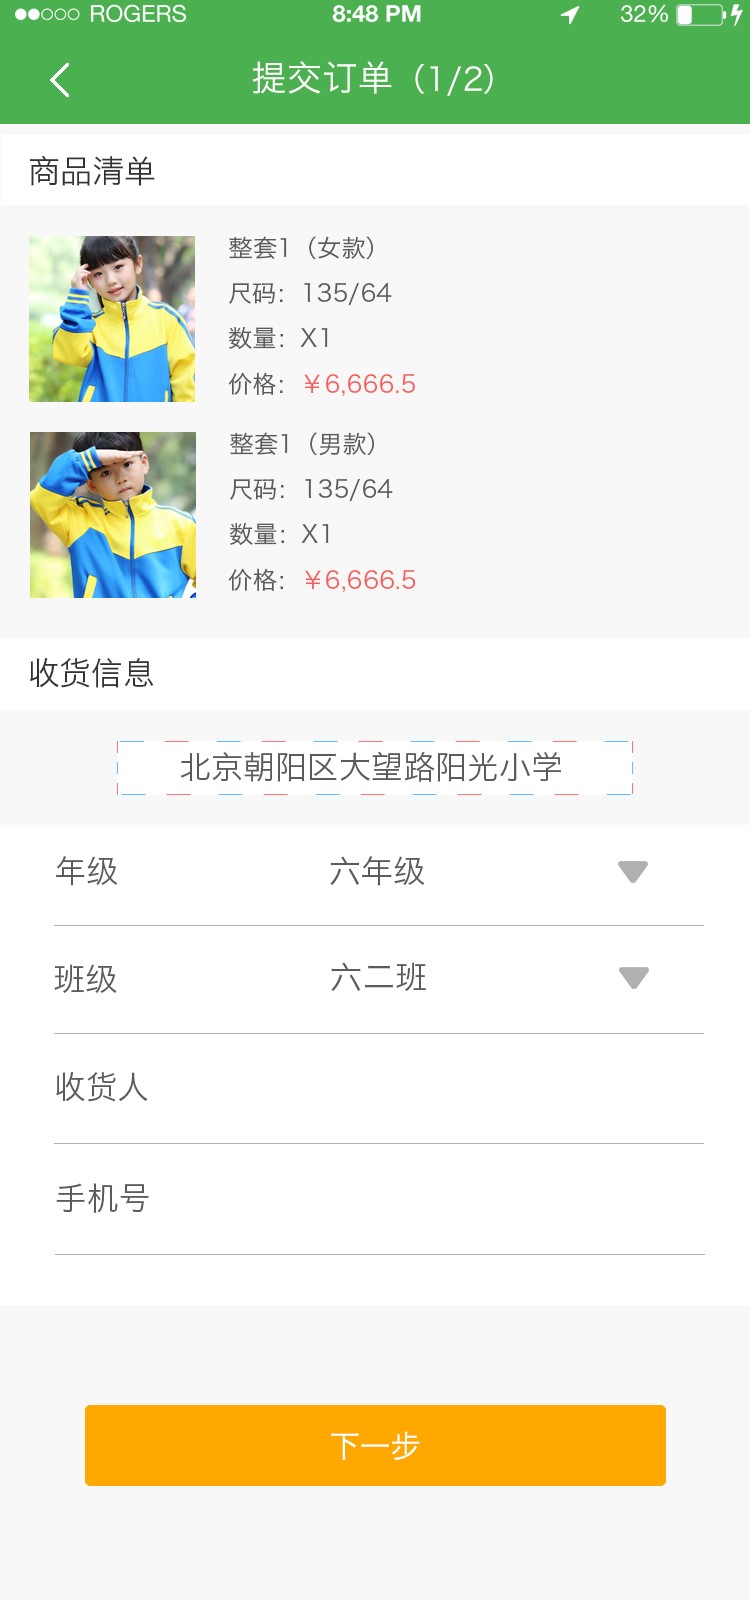 ROGERS 8:48 PM 32%
提交订单（1/2）
商品清单
整套1（女款）
尺码：135/64
数量：X1
价格：￥6,666.5
整套1（男款）
尺码：135/64
数量：X1
价格：￥6,666.5
收货信息
北京朝阳区大望路阳光小学
年级 六年级
班级 六二班
收货人
手机号
下一步